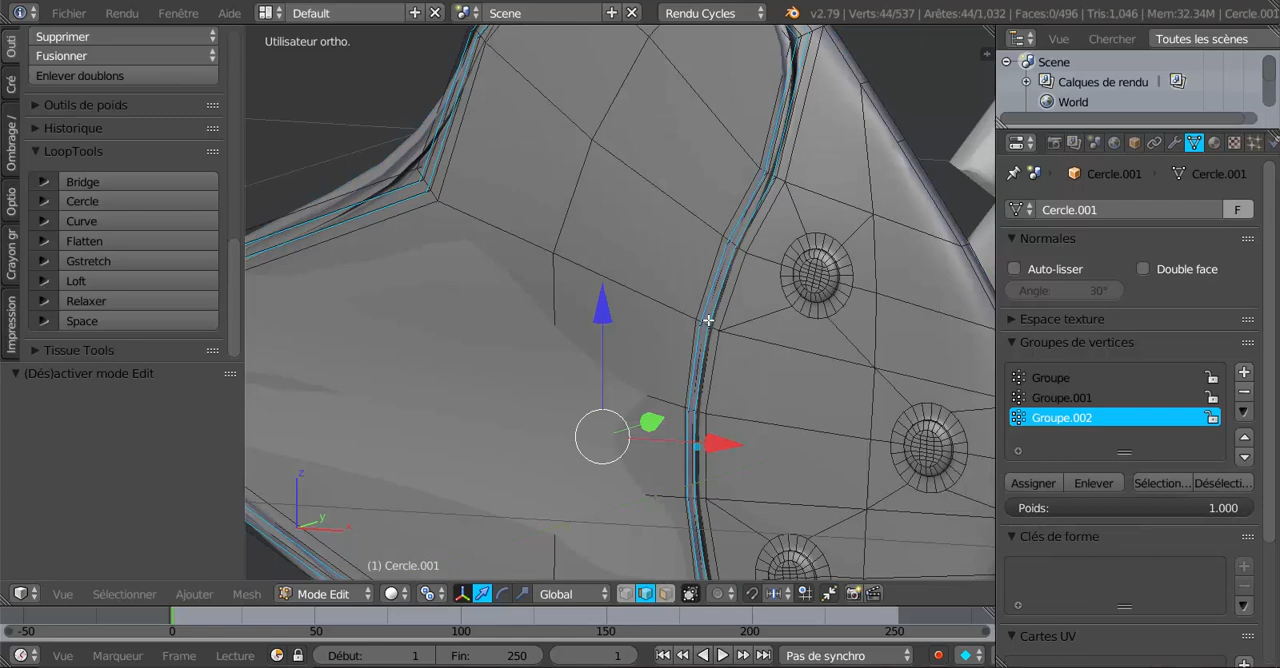 Fichier Rendu Fenêtre Aide Default Scene Rendu Cycles v2.79 | Verts:44/537 | Arêtes:44/1,032 | Faces:0/496 | Tris:1,046 | Mem:32.34M | Cercle.001
Outi
Cré
Ombrage /
Optio
Crayon gr
Impression
Supprimer
Fusionner
Enlever doublons
Outils de poids
Historique
LoopTools
Bridge
Cercle
Curve
Flatten
Gstretch
Loft
Relaxer
Space
Tissue Tools
(Dés)activer mode Edit
Utilisateur ortho.
z
y
x
(1) Cercle.001
Vue Sélectionner Ajouter Mesh Mode Edit Global
-50 0 50 100 150 200 250
Vue Marqueur Frame Lecture Début: 1 Fin: 250 1 Pas de synchro
Vue Chercher Toutes les scènes
Scene
Calques de rendu |
World
Cercle.001 Cercle.001
Cercle.001 F
Normales
Auto-lisser Double face
Angle: 30°
Espace texture
Groupes de vertices
Groupe
Groupe.001
Groupe.002
Assigner Enlever Sélection... Désélecti...
Poids: 1.000
Clés de forme
Cartes UV